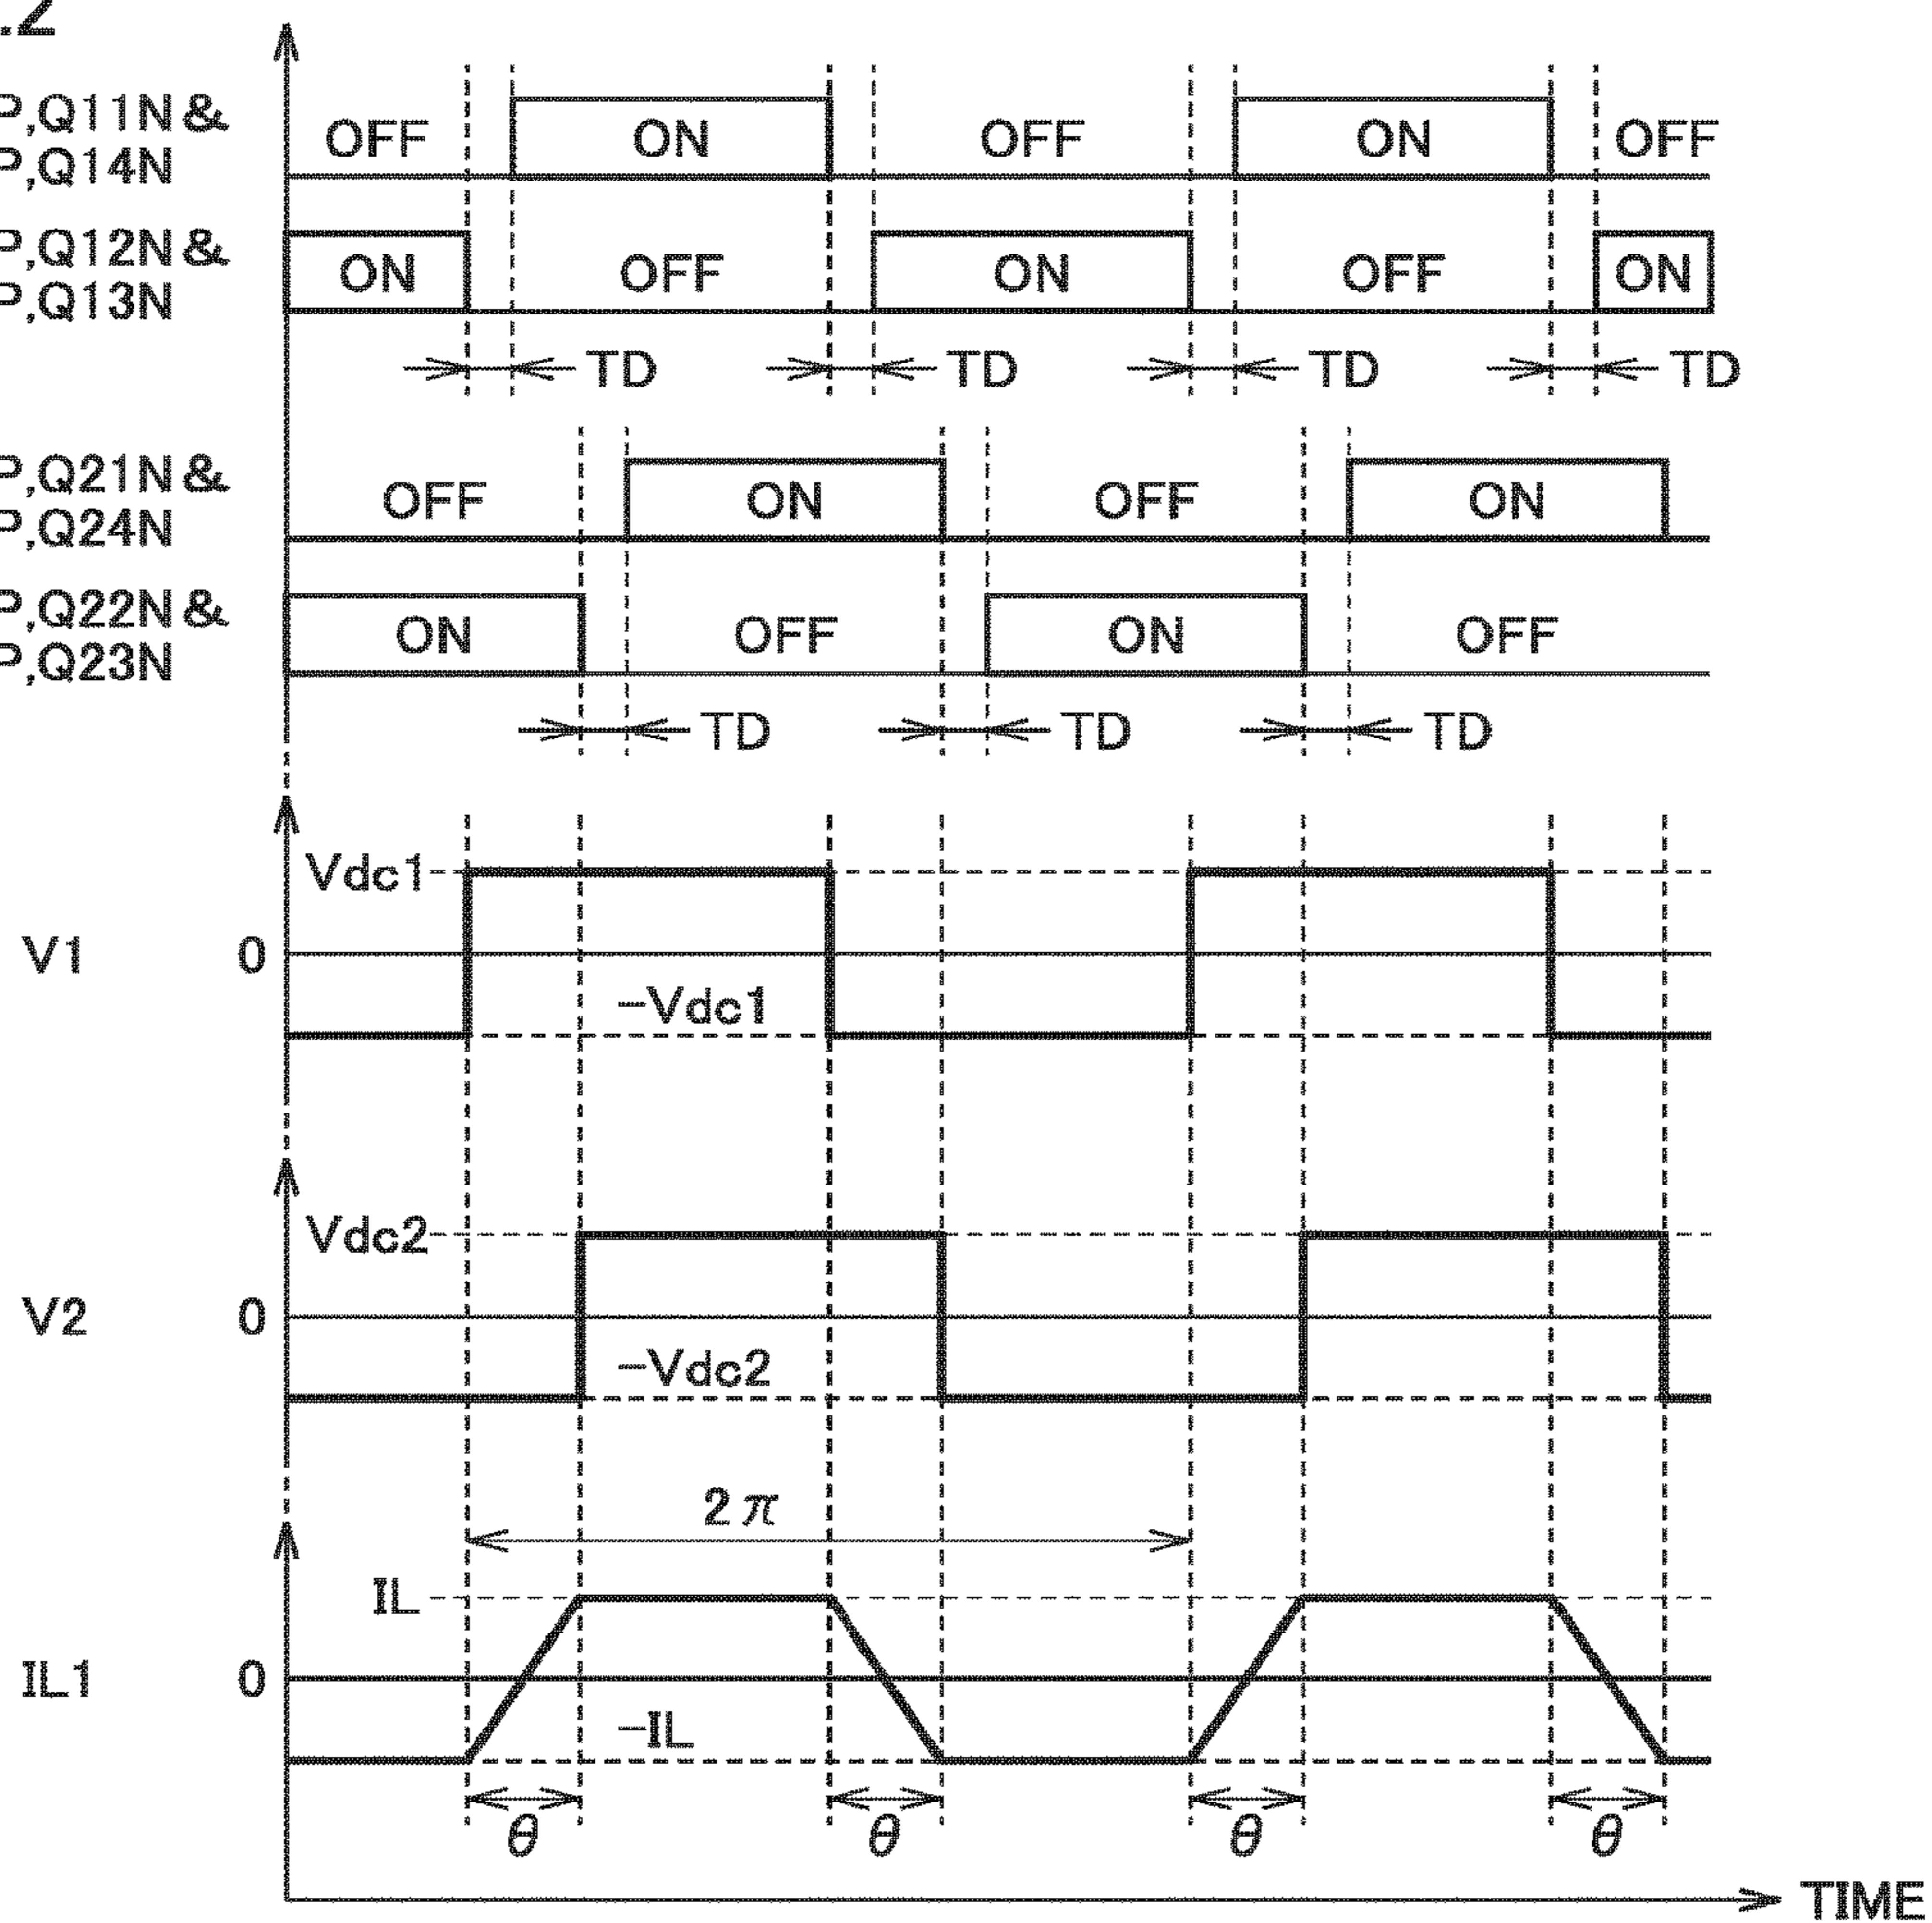 .2
P,Q11N&
P,Q14N
OFF ON OFF ON OFF
P,Q12N&
P,Q13N
ON OFF ON OFF ON
TD TD TD TD
P,Q21N&
P,Q24N
OFF ON OFF ON
P,Q22N&
P,Q23N
ON OFF ON OFF
TD TD TD
Vdc1
V1 0
-Vdc1
Vdc2
V2 0
-Vdc2
2π
IL
IL1 0
-IL
θ θ θ θ
TIME